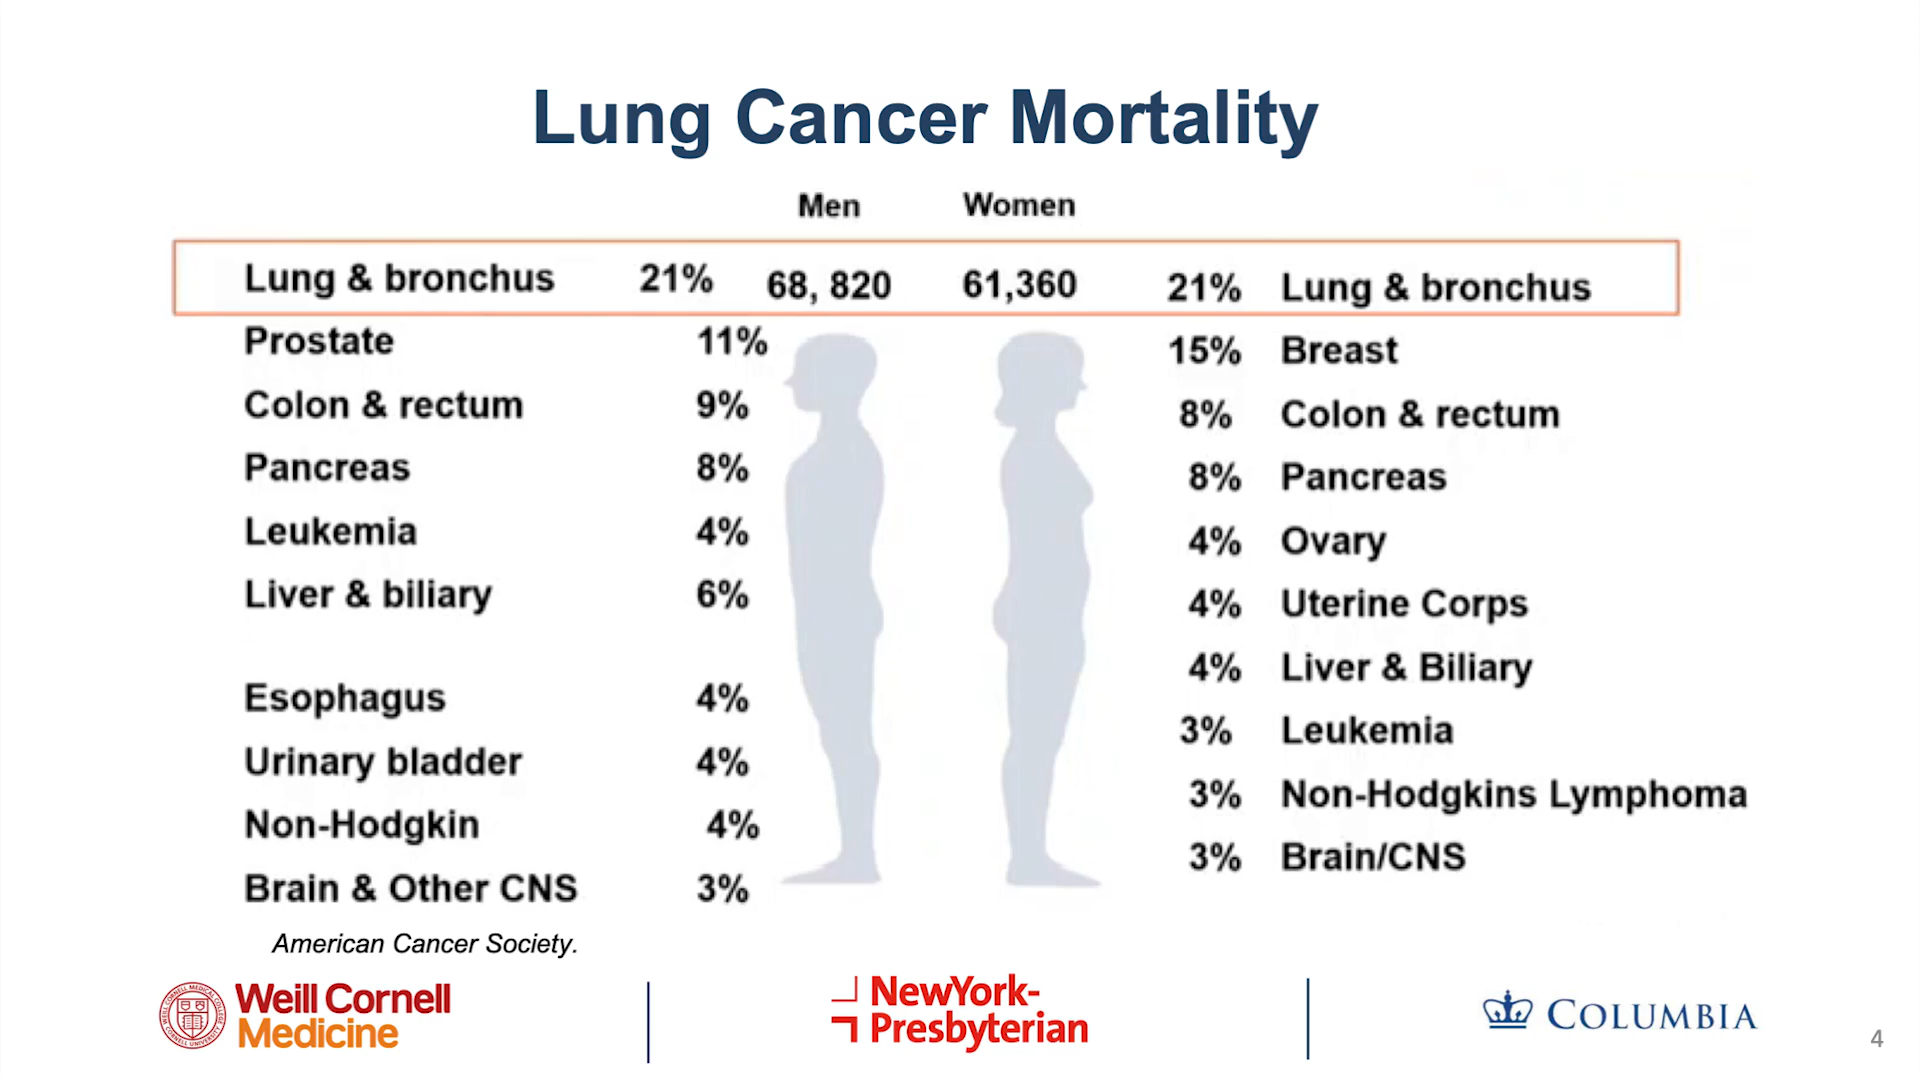 Lung Cancer Mortality
Men Women
Lung & bronchus 21% 68, 820 61,360 21% Lung & bronchus
Prostate 11% 15% Breast
Colon & rectum 9% 8% Colon & rectum
Pancreas 8% 8% Pancreas
Leukemia 4% 4% Ovary
Liver & biliary 6% 4% Uterine Corps
4% Liver & Biliary
Esophagus 4% 3% Leukemia
Urinary bladder 4% 3% Non-Hodgkins Lymphoma
Non-Hodgkin 4% 3% Brain/CNS
Brain & Other CNS 3%
American Cancer Society.
Weill Cornell
Medicine
NewYork-
Presbyterian
COLUMBIA
4